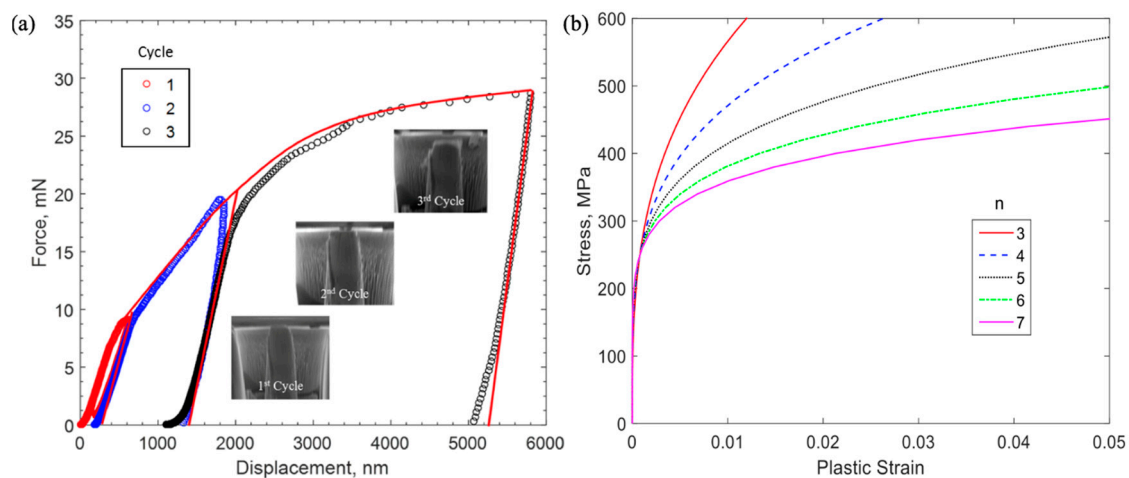 (a)
35
30
25
20
15
10
5
0
Force, mN
Cycle
1
2
3
3rd Cycle
2nd Cycle
1st Cycle
0 1000 2000 3000 4000 5000 6000
Displacement, nm
(b)
600
500
400
300
200
100
0
Stress, MPa
n
3
4
5
6
7
0 0.01 0.02 0.03 0.04 0.05
Plastic Strain